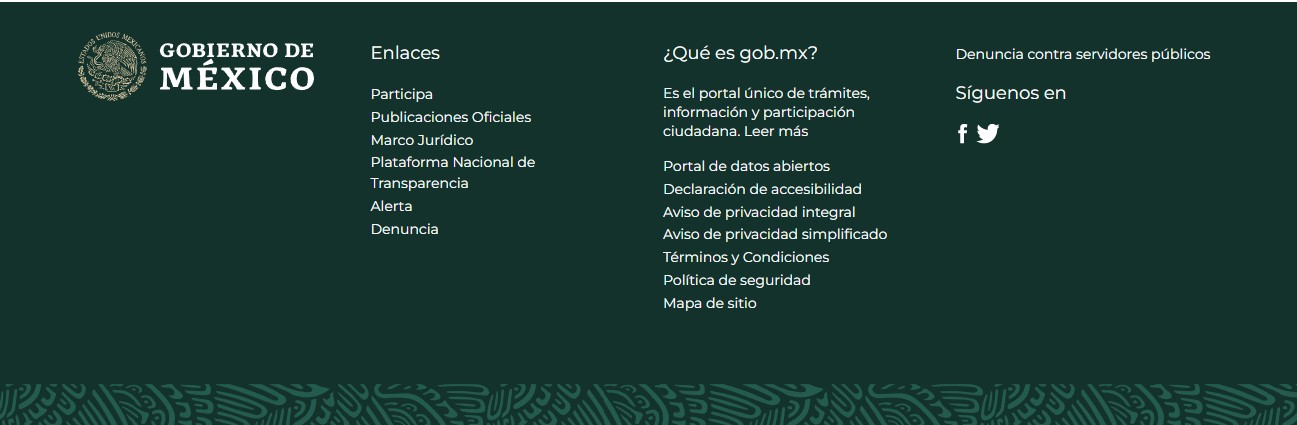 ESTADOS UNIDOS MEXICANOS
GOBIERNO DE
MÉXICO
Enlaces
Participa
Publicaciones Oficiales
Marco Jurídico
Plataforma Nacional de
Transparencia
Alerta
Denuncia
¿Qué es gob.mx?
Es el portal único de trámites,
información y participación
ciudadana. Leer más
Portal de datos abiertos
Declaración de accesibilidad
Aviso de privacidad integral
Aviso de privacidad simplificado
Términos y Condiciones
Política de seguridad
Mapa de sitio
Denuncia contra servidores públicos
Síguenos en